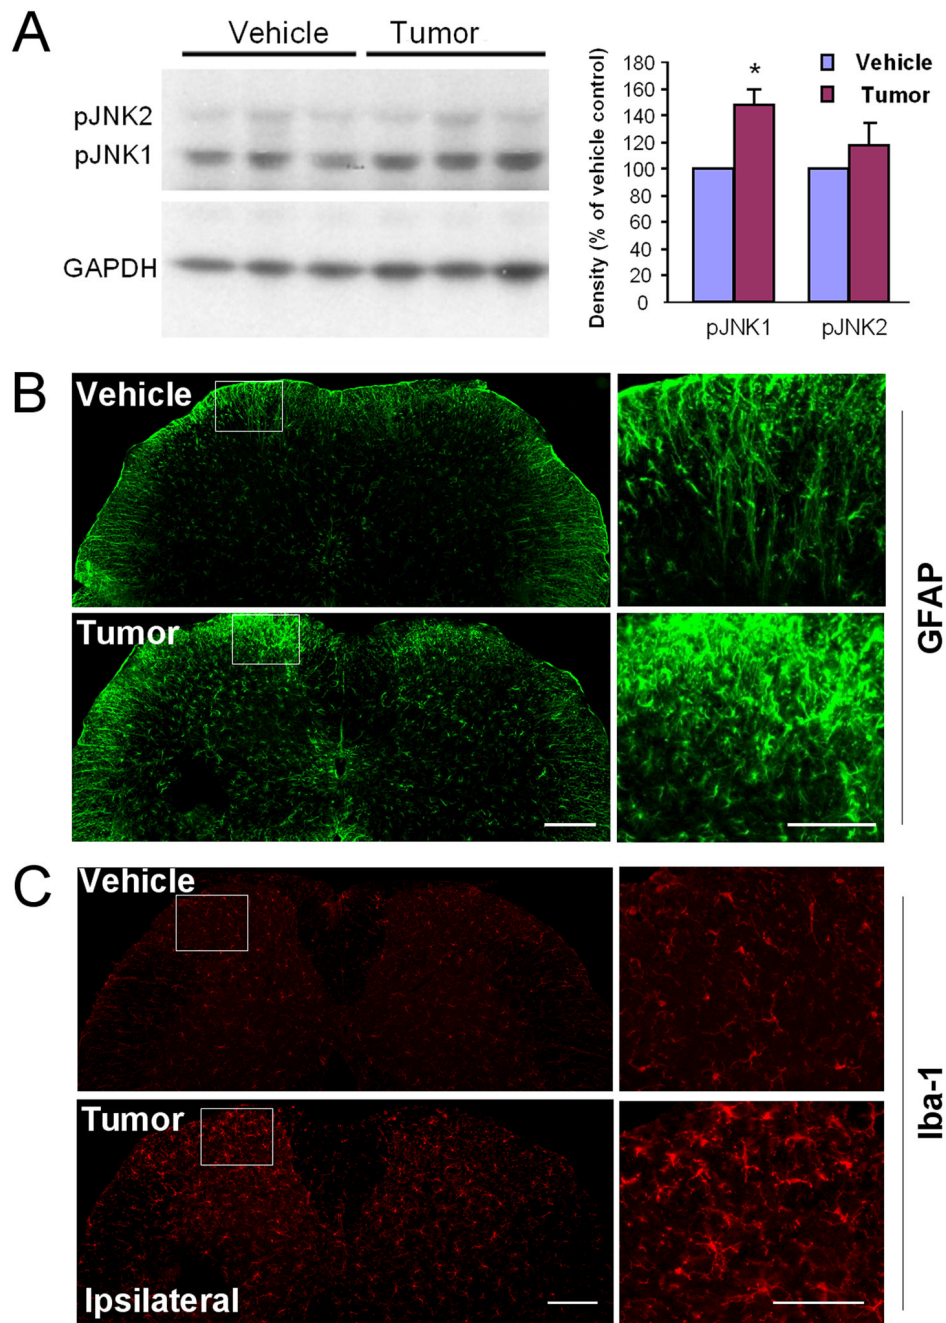 A
Vehicle Tumor
pJNK2
pJNK1
GAPDH
Density (% of vehicle control)
180
160
140
120
100
80
60
40
20
0
*
Vehicle
Tumor
pJNK1 pJNK2
B
Vehicle
Tumor
GFAP
C
Vehicle
Tumor
Ipsilateral
Iba-1